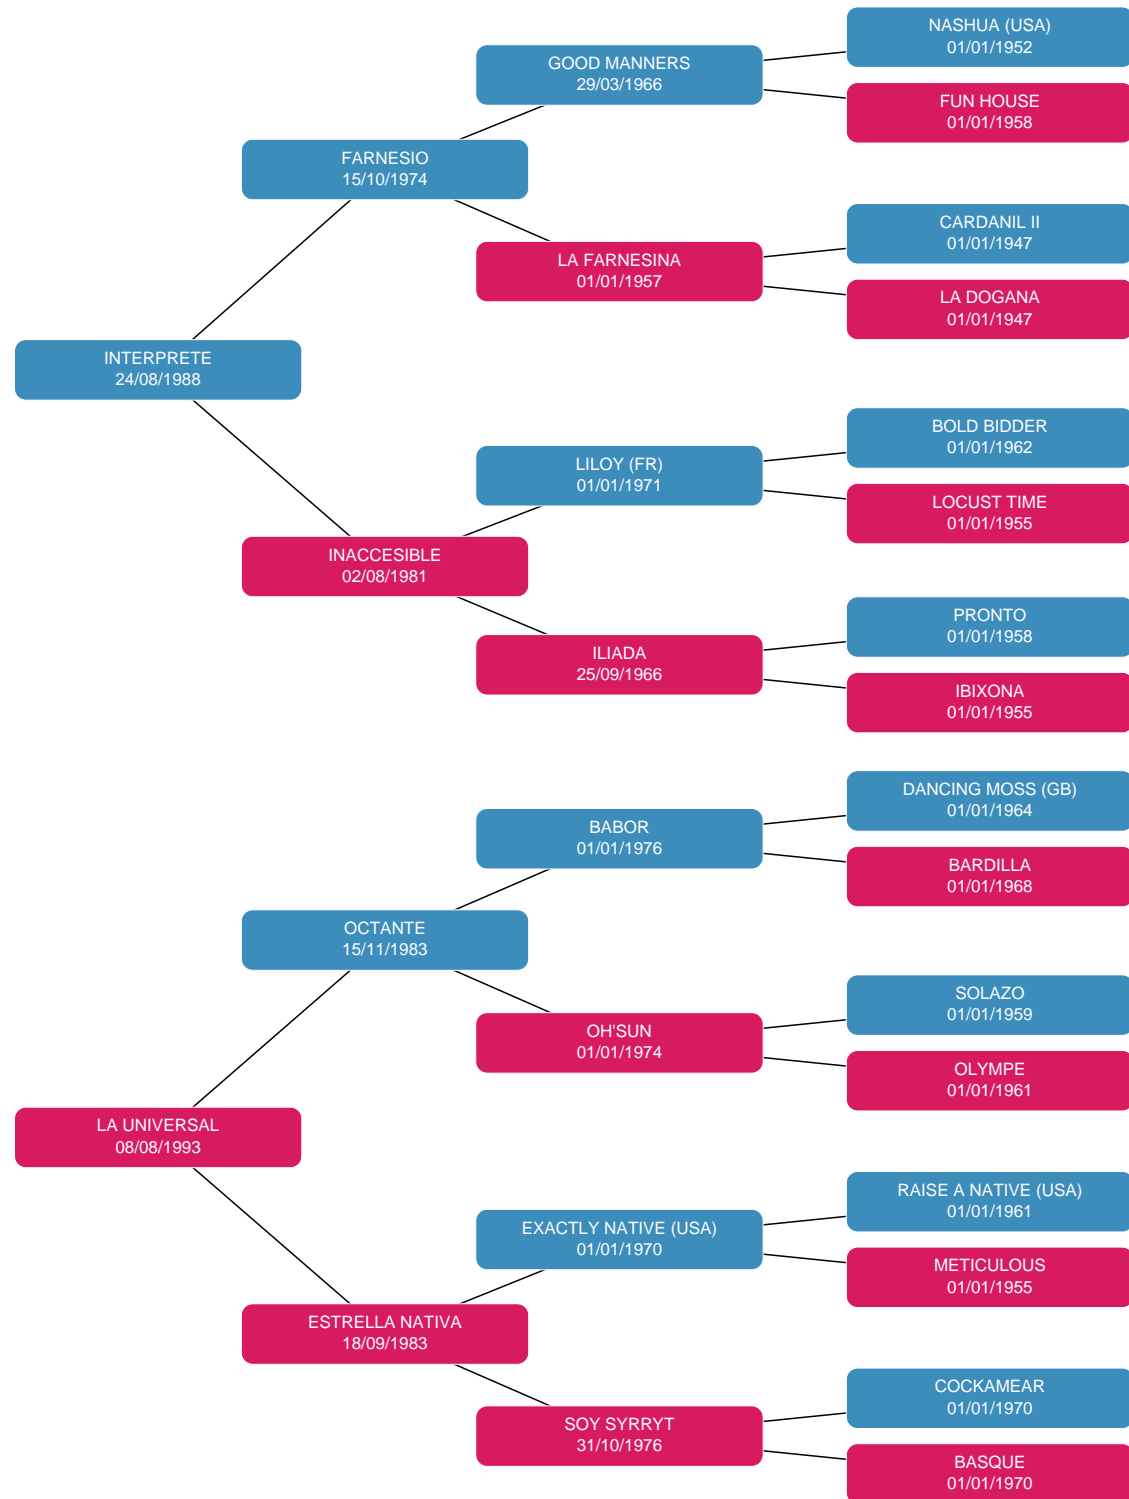 NASHUA (USA)
01/01/1952
GOOD MANNERS
29/03/1966
FUN HOUSE
01/01/1958
FARNESIO
15/10/1974
CARDANIL II
01/01/1947
LA FARNESINA
01/01/1957
LA DOGANA
01/01/1947
INTERPRETE
24/08/1988
BOLD BIDDER
01/01/1962
LILOY (FR)
01/01/1971
LOCUST TIME
01/01/1955
INACCESIBLE
02/08/1981
PRONTO
01/01/1958
ILIADA
25/09/1966
IBIXONA
01/01/1955
DANCING MOSS (GB)
01/01/1964
BABOR
01/01/1976
BARDILLA
01/01/1968
OCTANTE
15/11/1983
SOLAZO
01/01/1959
OH'SUN
01/01/1974
OLYMPE
01/01/1961
LA UNIVERSAL
08/08/1993
RAISE A NATIVE (USA)
01/01/1961
EXACTLY NATIVE (USA)
01/01/1970
METICULOUS
01/01/1955
ESTRELLA NATIVA
18/09/1983
COCKAMEAR
01/01/1970
SOY SYRRYT
31/10/1976
BASQUE
01/01/1970